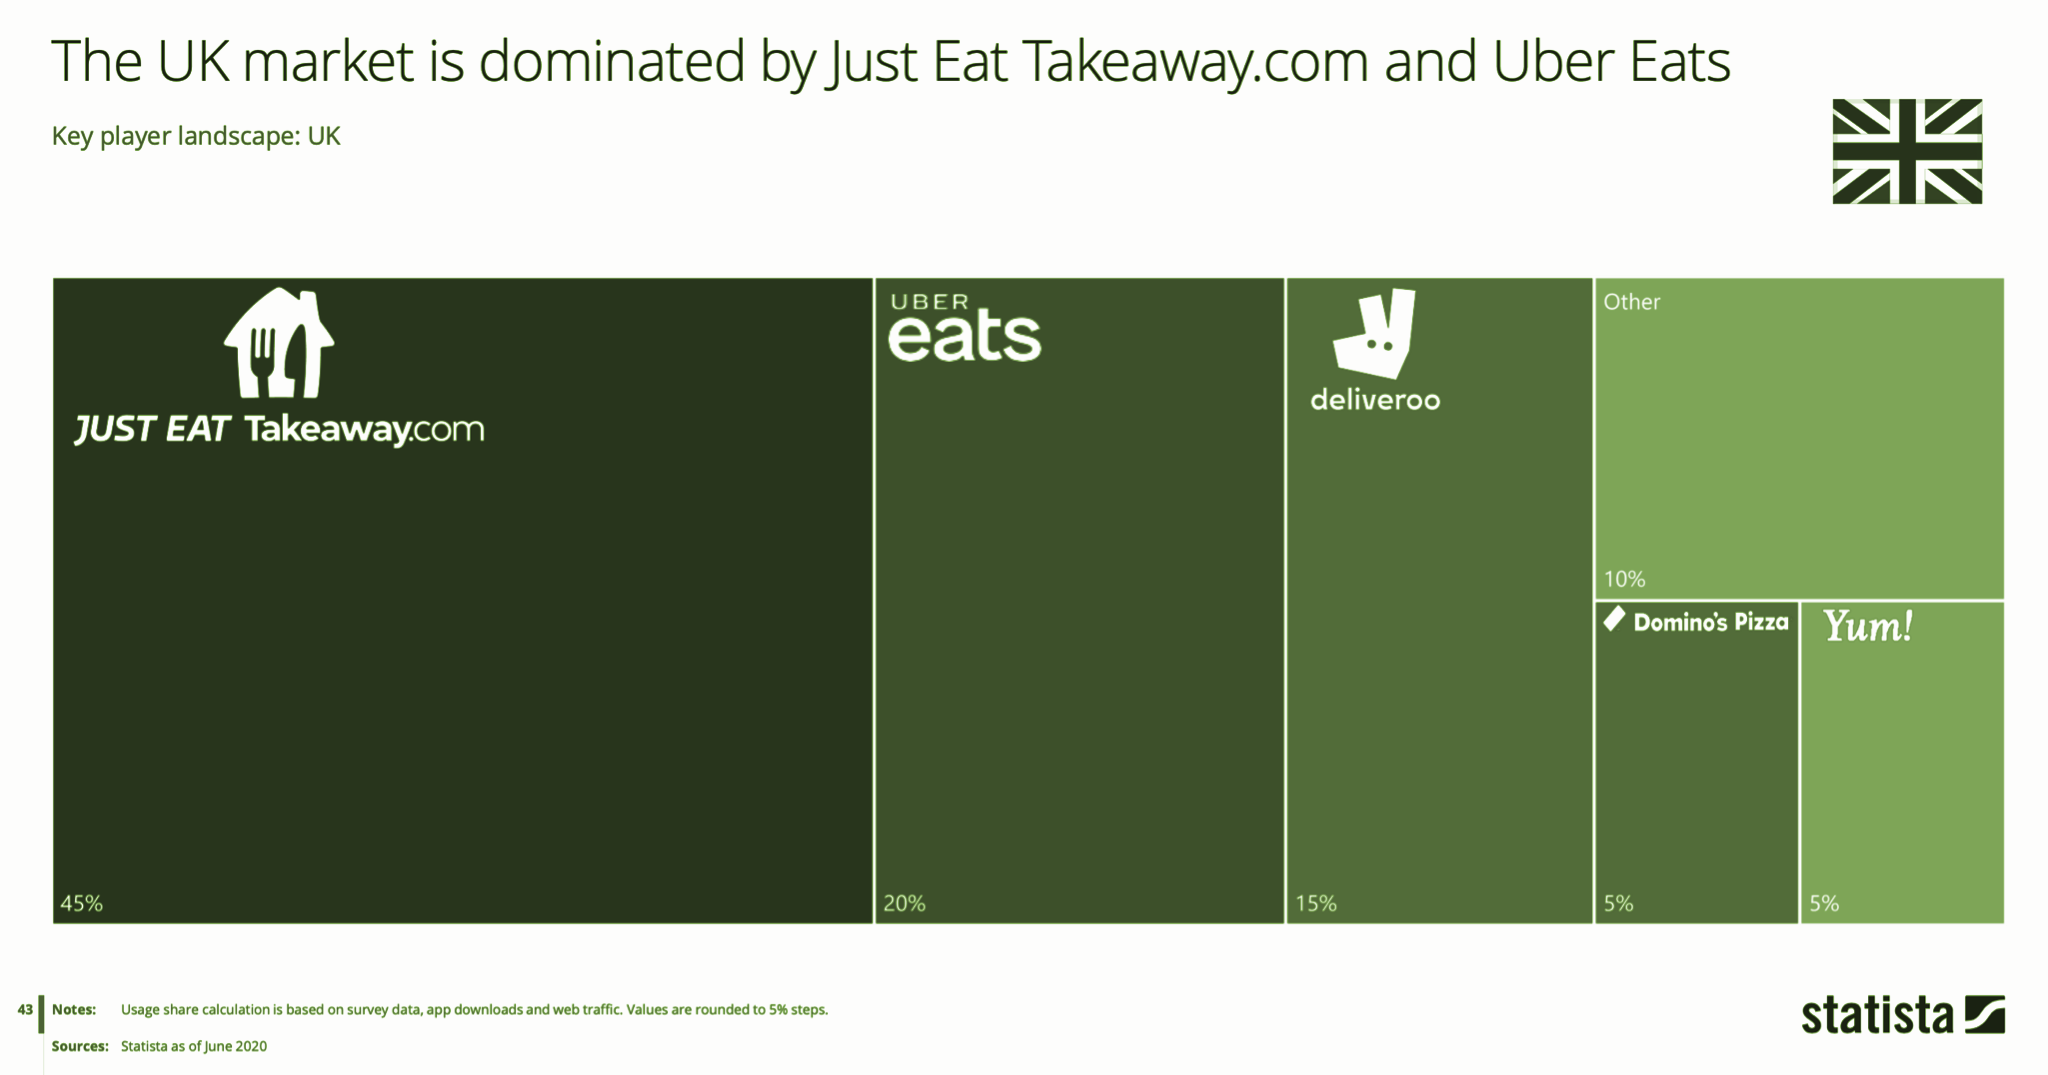 The UK market is dominated by Just Eat Takeaway.com and Uber Eats
Key player landscape: UK
JUST EAT Takeaway.com
45%
UBER
eats
20%
deliveroo
15%
Other
10%
Domino's Pizza
5%
Yum!
5%
43
Notes: Usage share calculation is based on survey data, app downloads and web traffic. Values are rounded to 5% steps.
Sources: Statista as of June 2020
statista